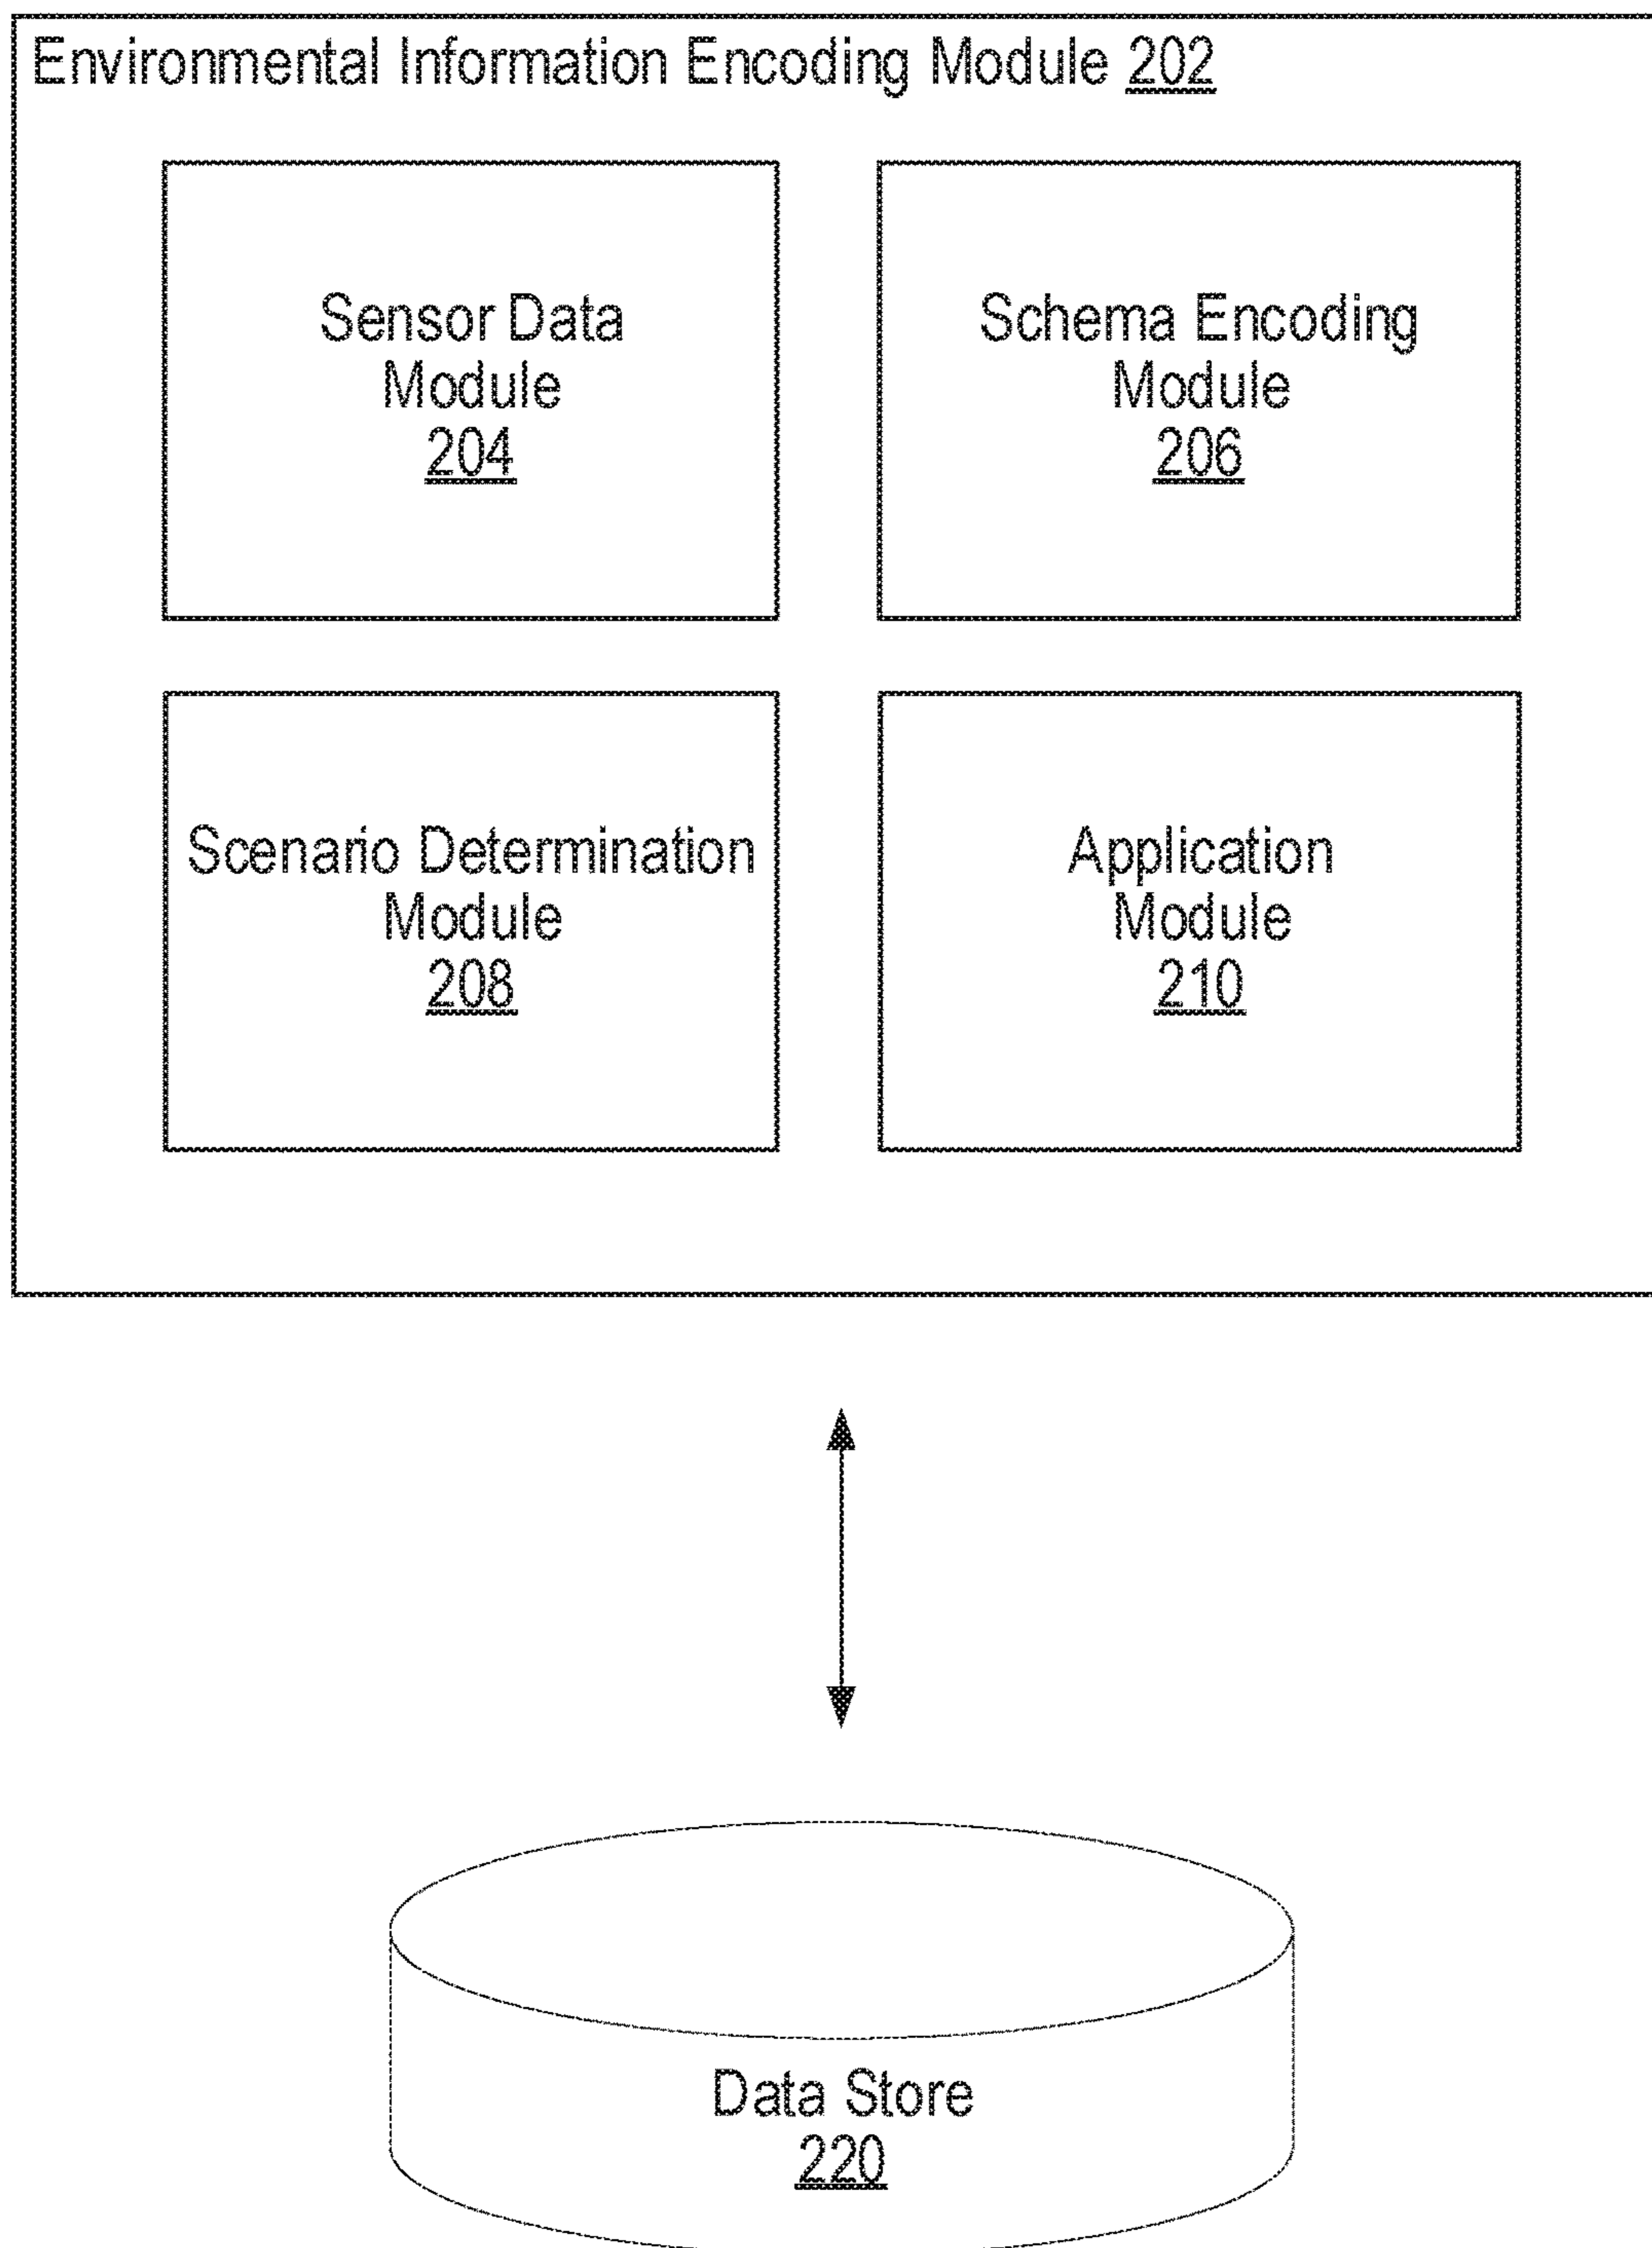 Environmental Information Encoding Module 202
Sensor Data
Module
204
Schema Encoding
Module
206
Scenario Determination
Module
208
Application
Module
210
Data Store
220